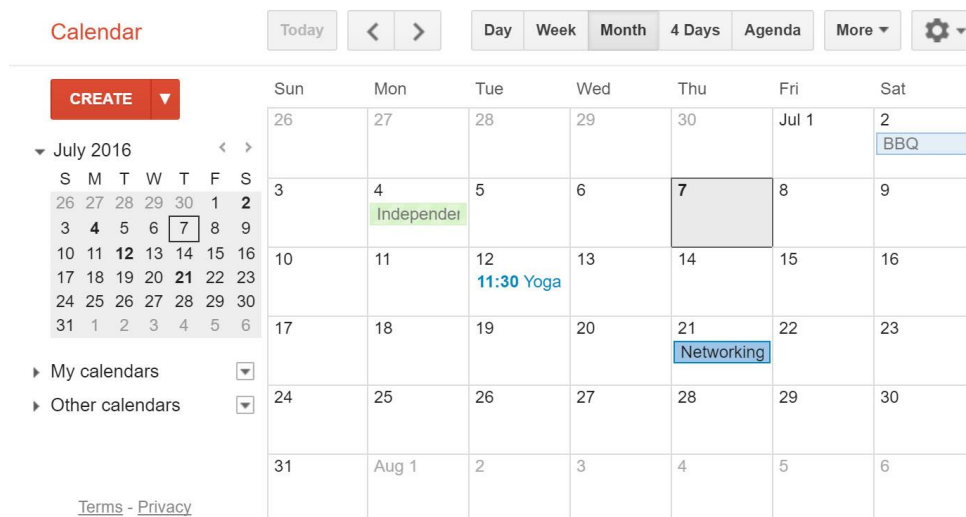 Calendar
Today
Day Week Month 4 Days Agenda
More
CREATE
July 2016
S M T W T F S
26 27 28 29 30 1 2
3 4 5 6 7 8 9
10 11 12 13 14 15 16
17 18 19 20 21 22 23
24 25 26 27 28 29 30
31 1 2 3 4 5 6
My calendars
Other calendars
Terms - Privacy
Sun Mon Tue Wed Thu Fri Sat
26 27 28 29 30 Jul 1 2
BBQ
3 4 5 6 7 8 9
Independer
10 11 12 13 14 15 16
11:30 Yoga
17 18 19 20 21 22 23
Networking
24 25 26 27 28 29 30
31 Aug 1 2 3 4 5 6